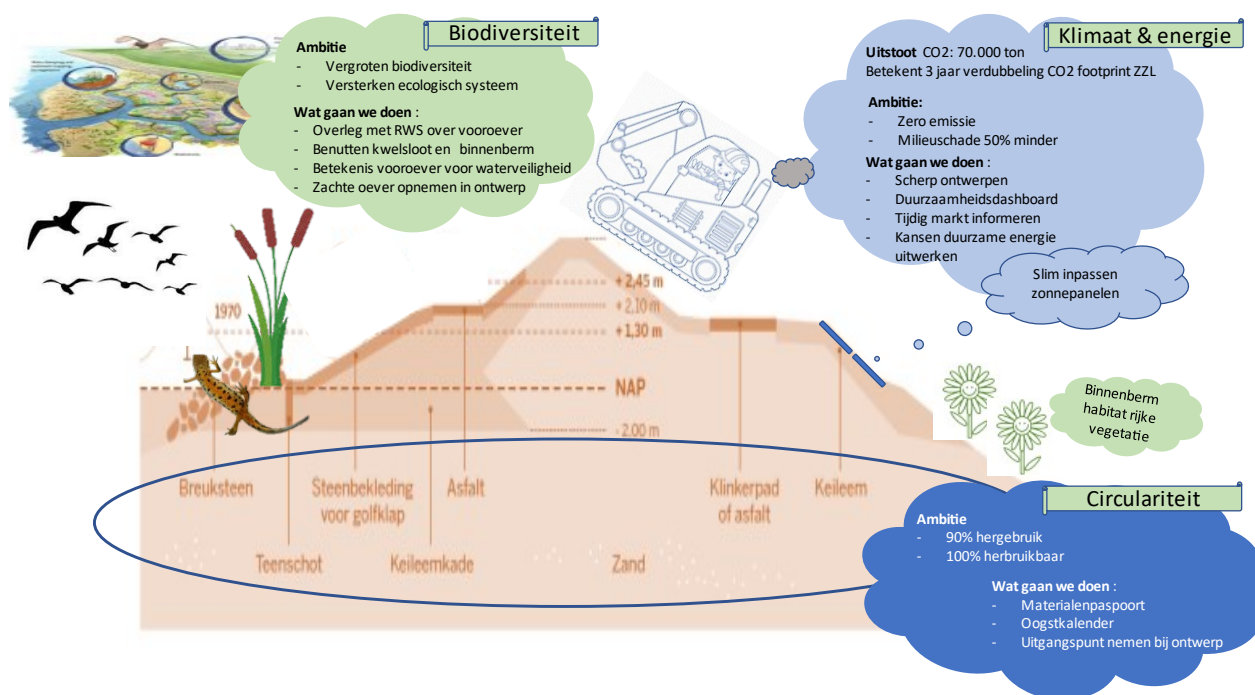 Biodiversiteit
Ambitie
- Vergroten biodiversiteit
- Versterken ecologisch systeem
Wat gaan we doen :
- Overleg met RWS over vooroever
- Benutten kwelsloot en binnenberm
- Betekenis vooroever voor waterveiligheid
- Zachte oever opnemen in ontwerp
Klimaat & energie
Uitstoot CO2: 70.000 ton
Betekent 3 jaar verdubbeling CO2 footprint ZZL
Ambitie:
- Zero emissie
- Milieuschade 50% minder
Wat gaan we doen :
- Scherp ontwerpen
- Duurzaamheidsdashboard
- Tijdig markt informeren
- Kansen duurzame energie
uitwerken
Slim inpassen
zonnepanelen
+ 2,45 m
+ 2,10 m
1970
+ 1,30 m
NAP
- 2,00 m
Binnenberm
habitat rijke
vegetatie
Breuksteen
Steenbekleding
voor golfklap
Asfalt
Klinkerpad
of asfalt
Keileem
Teenschot
Keileemkade
Zand
Circulariteit
Ambitie
- 90% hergebruik
- 100% herbruikbaar
Wat gaan we doen :
- Materialenpaspoort
- Oogstkalender
- Uitgangspunt nemen bij ontwerp